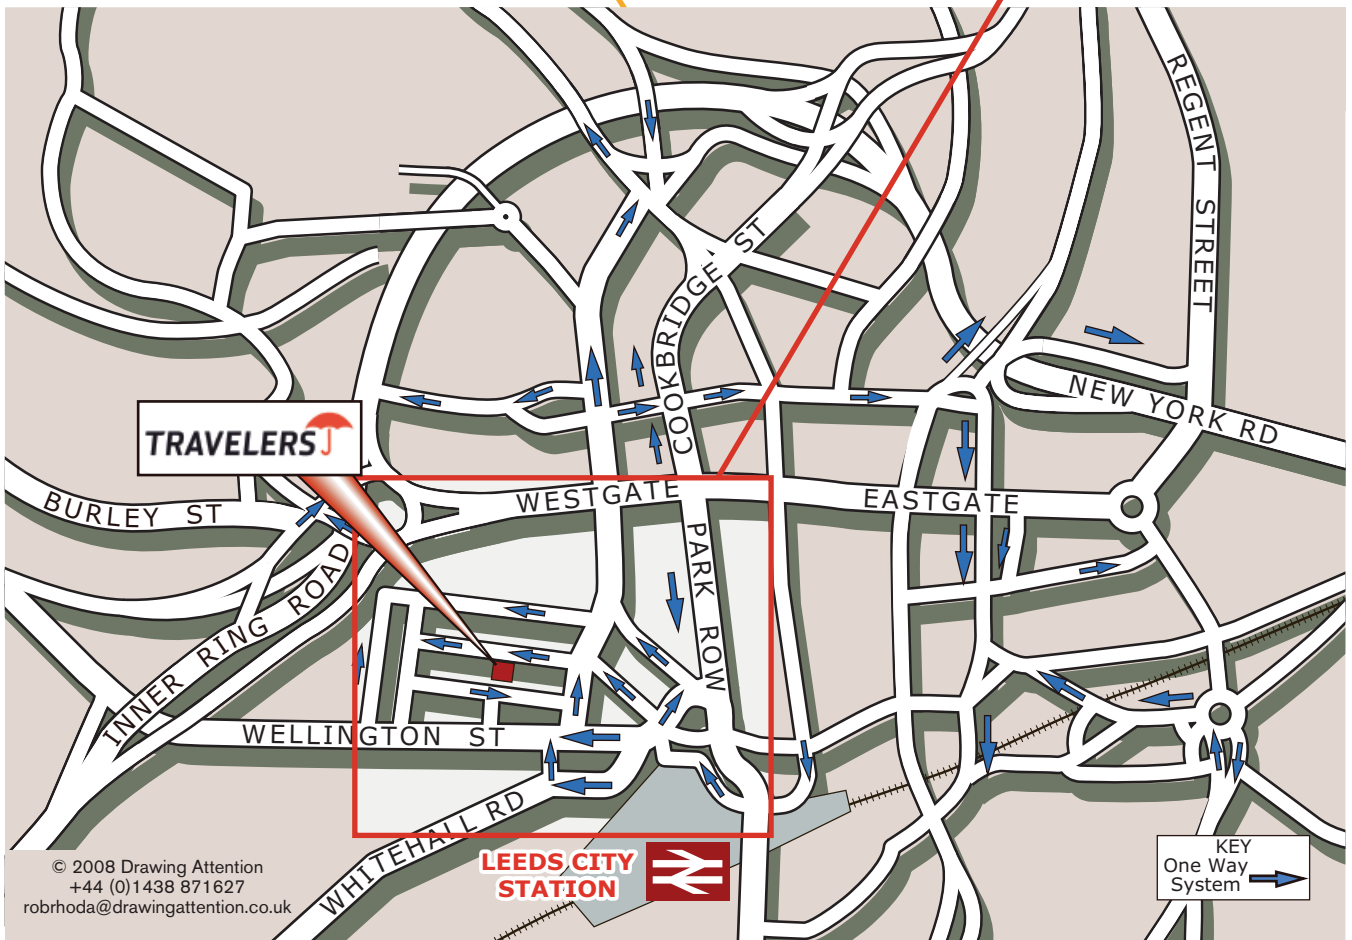 REGENT STREET
COOKBRIDGE ST
NEW YORK RD
TRAVELERS
WESTGATE
EASTGATE
BURLEY ST
PARK ROW
INNER RING ROAD
WELLINGTON ST
WHITEHALL RD
LEEDS CITY
STATION
© 2008 Drawing Attention
+44 (0)1438 871627
robrhoda@drawingattention.co.uk
KEY
One Way
System